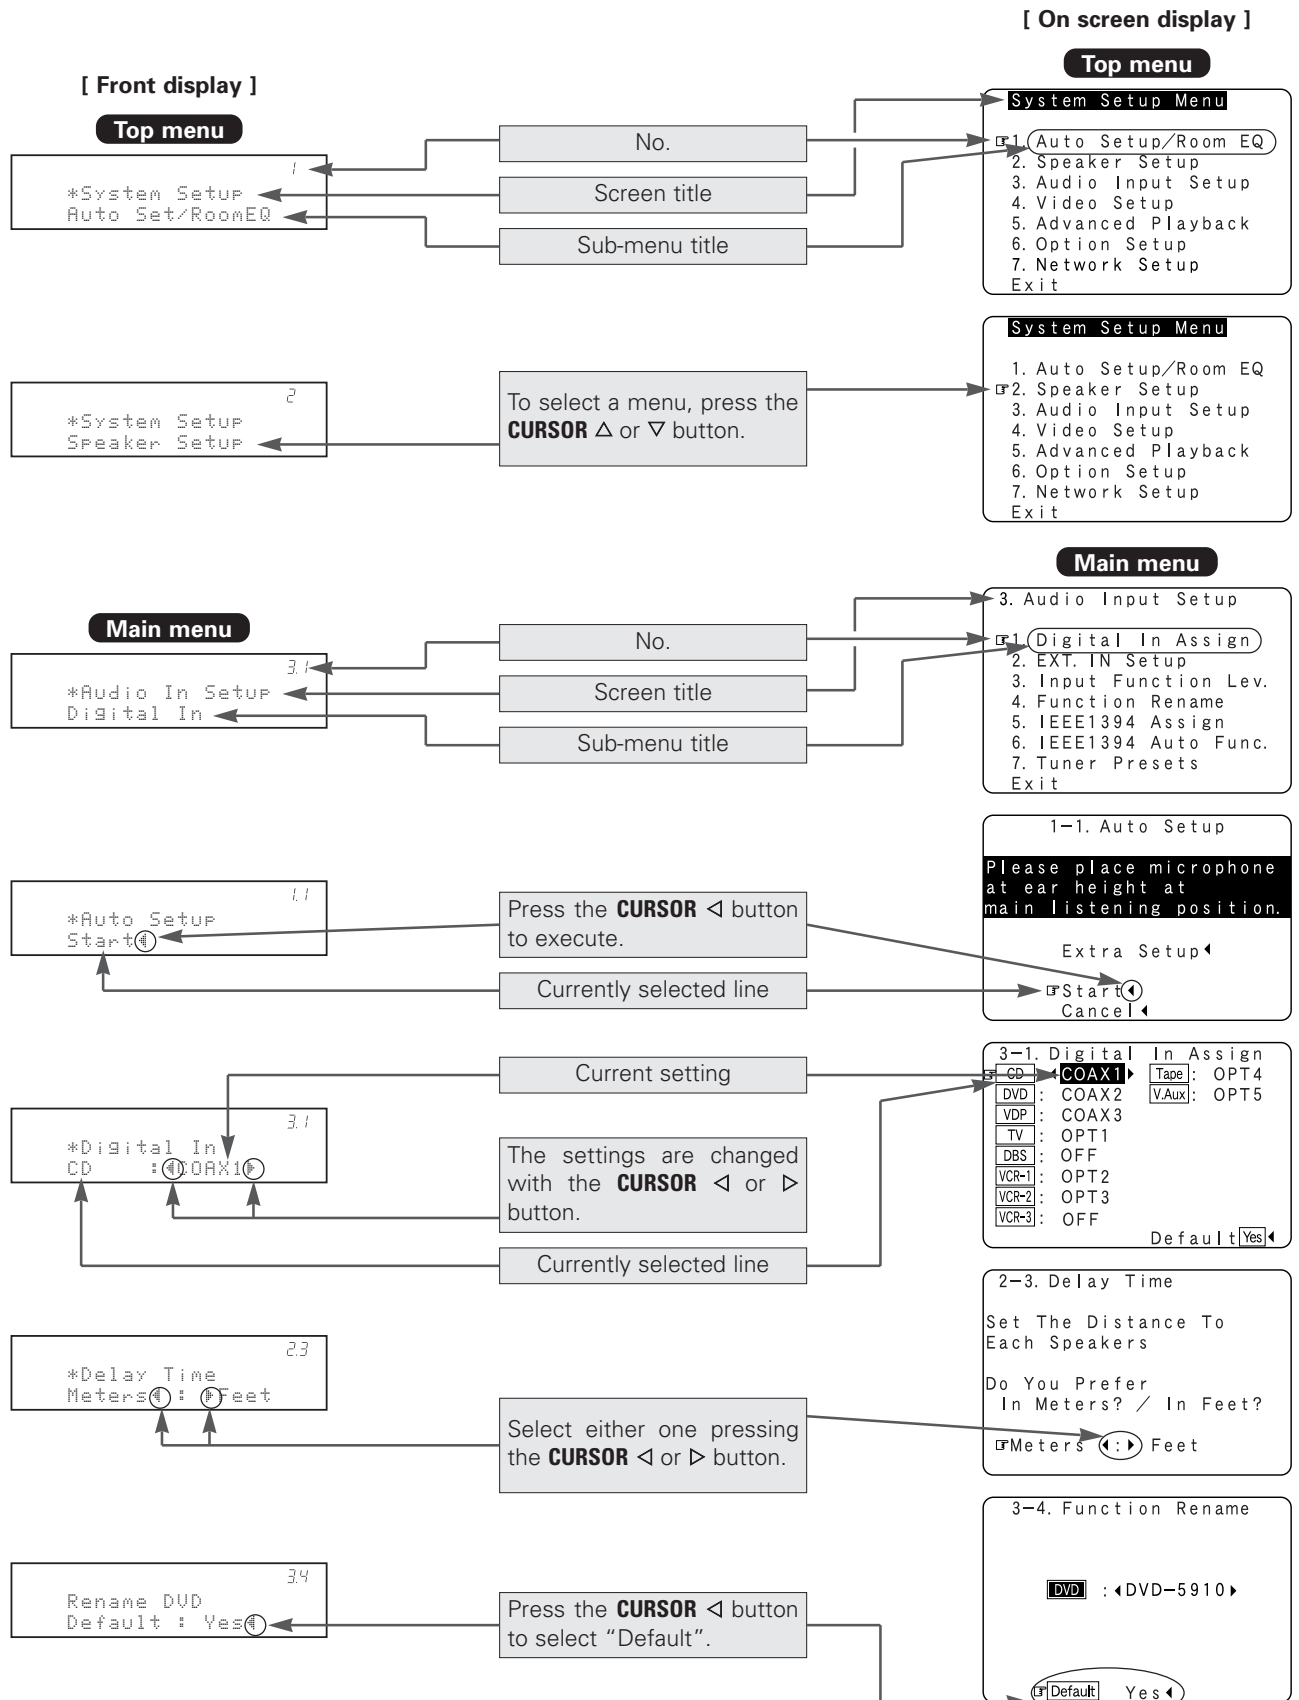 [ On screen display ]
Top menu
[ Front display ]
Top menu
1
*System Setup
Auto Set/RoomEQ
No.
Screen title
Sub-menu title
System Setup Menu
☞1. Auto Setup/Room EQ
2. Speaker Setup
3. Audio Input Setup
4. Video Setup
5. Advanced Playback
6. Option Setup
7. Network Setup
Exit
2
*System Setup
Speaker Setup
To select a menu, press the
CURSOR △ or ▽ button.
System Setup Menu
1. Auto Setup/Room EQ
☞2. Speaker Setup
3. Audio Input Setup
4. Video Setup
5. Advanced Playback
6. Option Setup
7. Network Setup
Exit
Main menu
Main menu
3.1
*Audio In Setup
Digital In
No.
Screen title
Sub-menu title
3. Audio Input Setup
☞1. Digital In Assign
2. EXT. IN Setup
3. Input Function Lev.
4. Function Rename
5. IEEE1394 Assign
6. IEEE1394 Auto Func.
7. Tuner Presets
Exit
1.1
*Auto Setup
Start◀
Press the CURSOR ◁ button
to execute.
Currently selected line
1-1. Auto Setup
Please place microphone
at ear height at
main listening position.
Extra Setup◀
☞Start◀
Cancel◀
3.1
*Digital In
CD :◀COAX1▶
Current setting
The settings are changed
with the CURSOR ◁ or ▷
button.
Currently selected line
3-1. Digital In Assign
☞CD ◀COAX1▶ Tape: OPT4
DVD: COAX2 V.Aux: OPT5
VDP: COAX3
TV: OPT1
DBS: OFF
VCR-1: OPT2
VCR-2: OPT3
VCR-3: OFF
Default Yes◀
2.3
*Delay Time
Meters◀ : ▶Feet
Select either one pressing
the CURSOR ◁ or ▷ button.
2-3. Delay Time
Set The Distance To
Each Speakers
Do You Prefer
In Meters? / In Feet?
☞Meters ◀:▶ Feet
3.4
Rename DVD
Default : Yes◀
Press the CURSOR ◁ button
to select “Default”.
3-4. Function Rename
DVD :◀DVD-5910▶
☞Default Yes◀